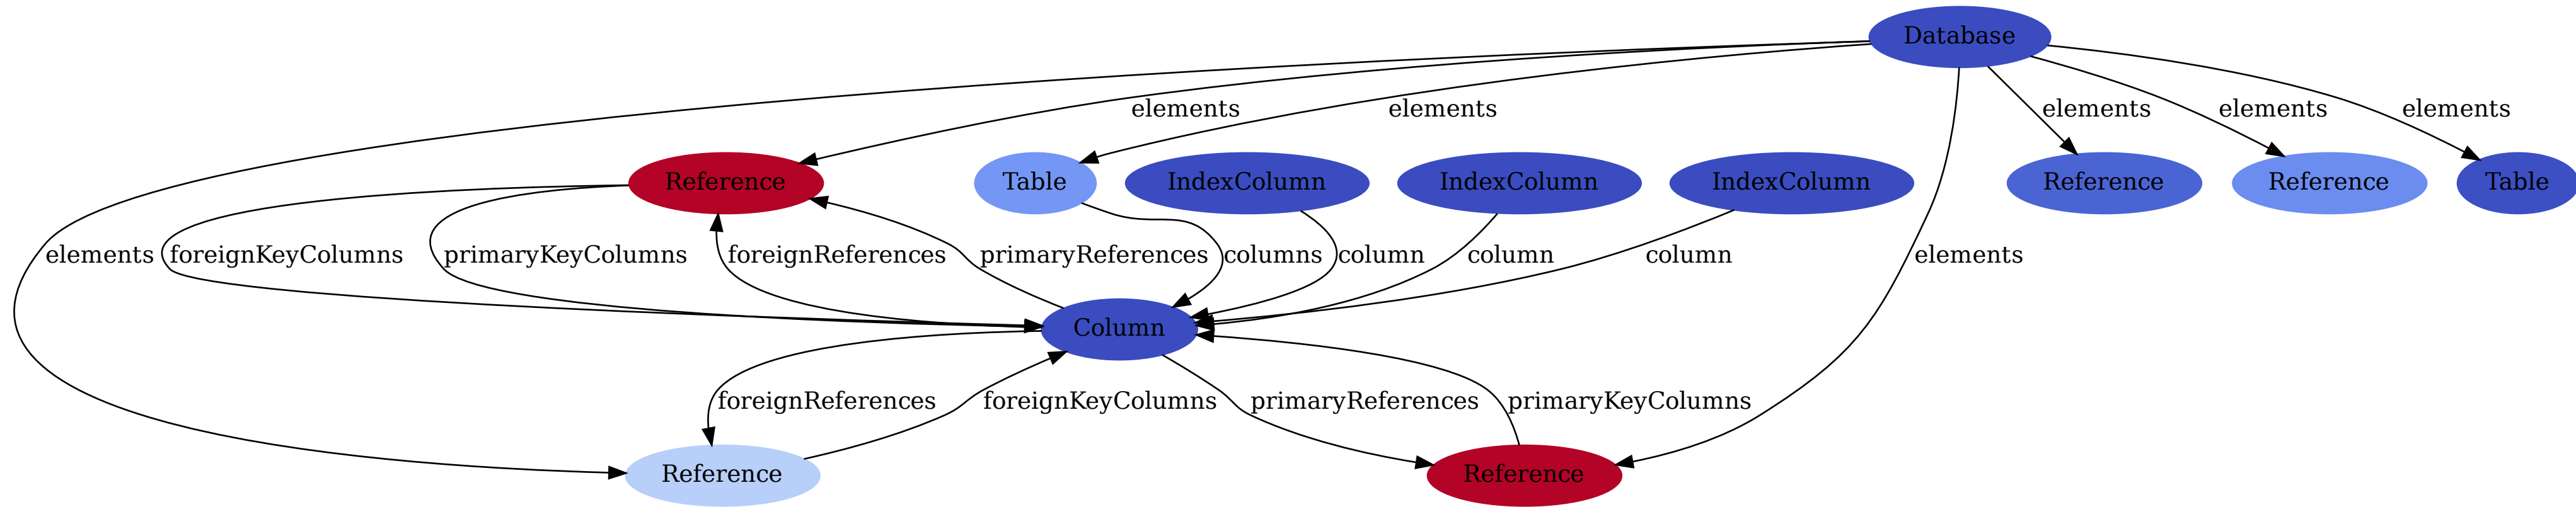 Database
elements
elements
elements
elements
elements
Reference
Table
IndexColumn
IndexColumn
IndexColumn
Reference
Reference
Table
elements
foreignKeyColumns
primaryKeyColumns
foreignReferences
primaryReferences
columns
column
column
column
elements
Column
foreignReferences
foreignKeyColumns
primaryReferences
primaryKeyColumns
Reference
Reference